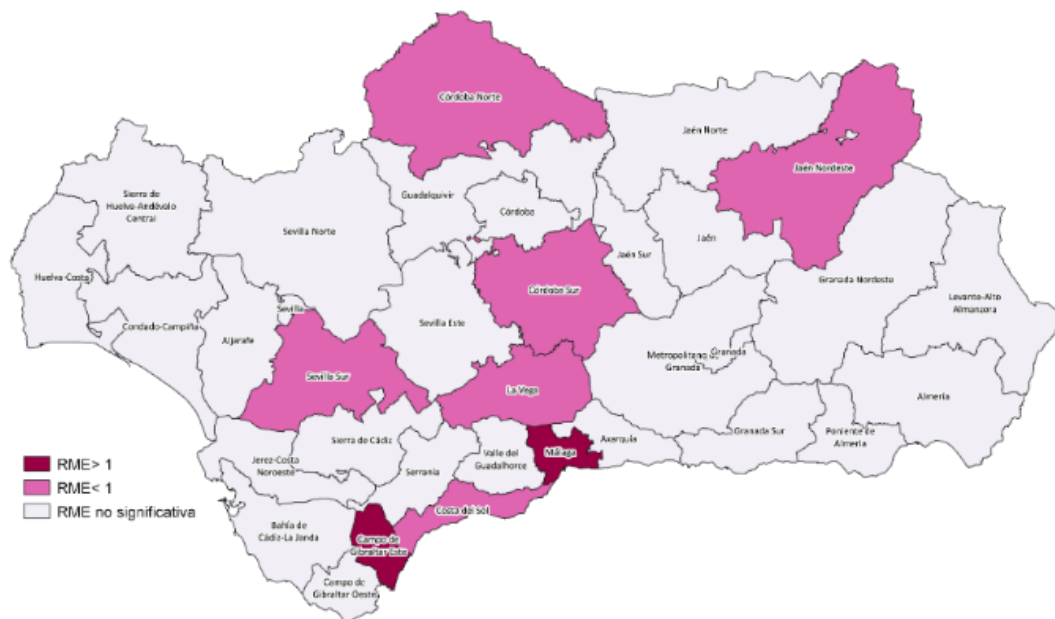 Córdoba Norte
Jaén Norte
Jaén Nordeste
Sierra de
Huelva-Andévalo
Central
Guadalquivir
Córdoba
Sevilla Norte
Jaén
Jaén Sur
Huelva-Costa
Granada Nordeste
Córdoba Sur
Levante-Alto
Almanzora
Condado-Campiña
Sevilla
Sevilla Este
Aljarafe
Metropolitano de
Granada
Granada
Sevilla Sur
La Vega
Almería
Granada Sur
Poniente de
Almería
Sierra de Cádiz
Axarquía
Valle del
Guadalhorce
Málaga
Jerez-Costa
Noroeste
Serranía
RME> 1
RME< 1
RME no significativa
Costa del Sol
Bahía de
Cádiz-La Janda
Campo de
Gibraltar Este
Campo de
Gibraltar Oeste